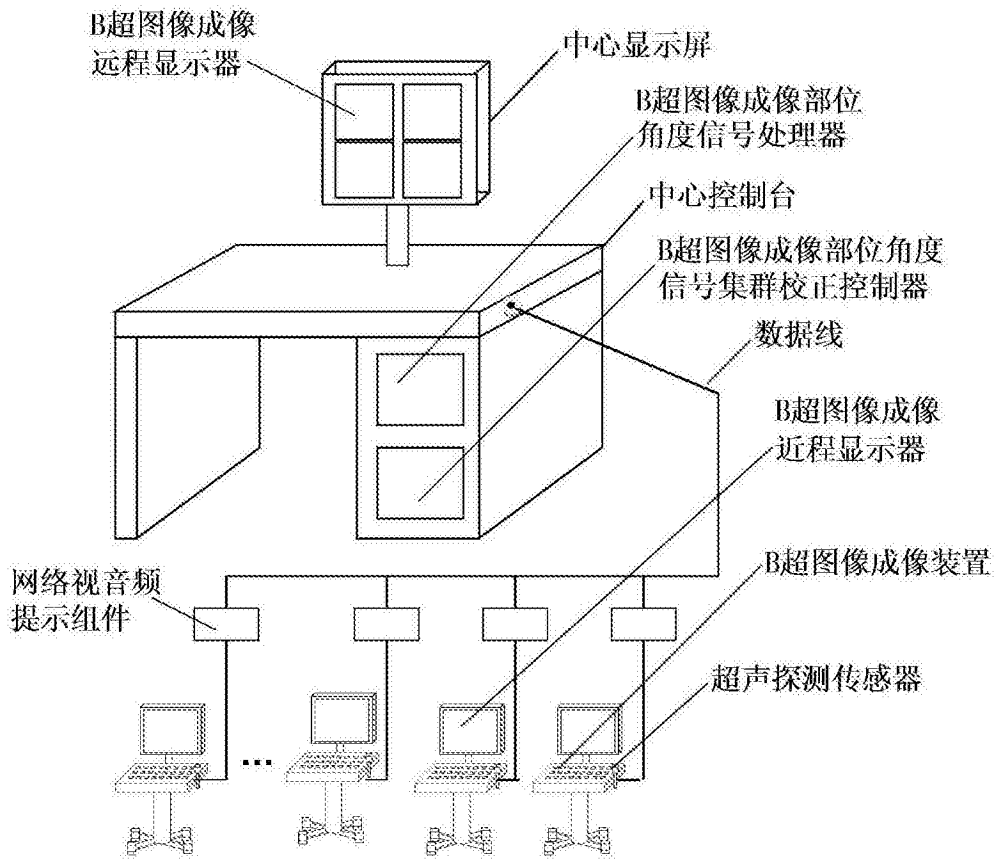 B超图像成像
远程显示器
中心显示屏
B超图像成像部位
角度信号处理器
中心控制台
B超图像成像部位角度
信号集群校正控制器
数据线
B超图像成像
近程显示器
B超图像成像装置
网络视音频
提示组件
超声探测传感器
...